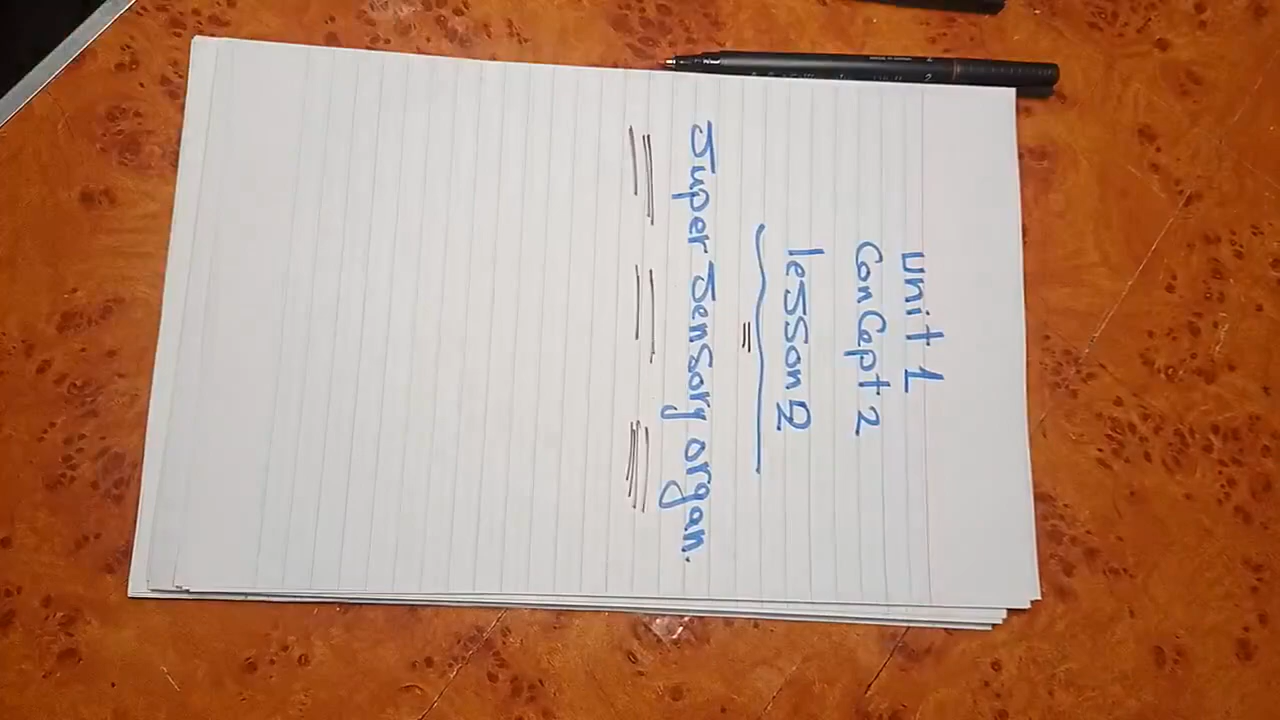 Unit 1
ConCept 2
lesson 2
Super Sensory organ.